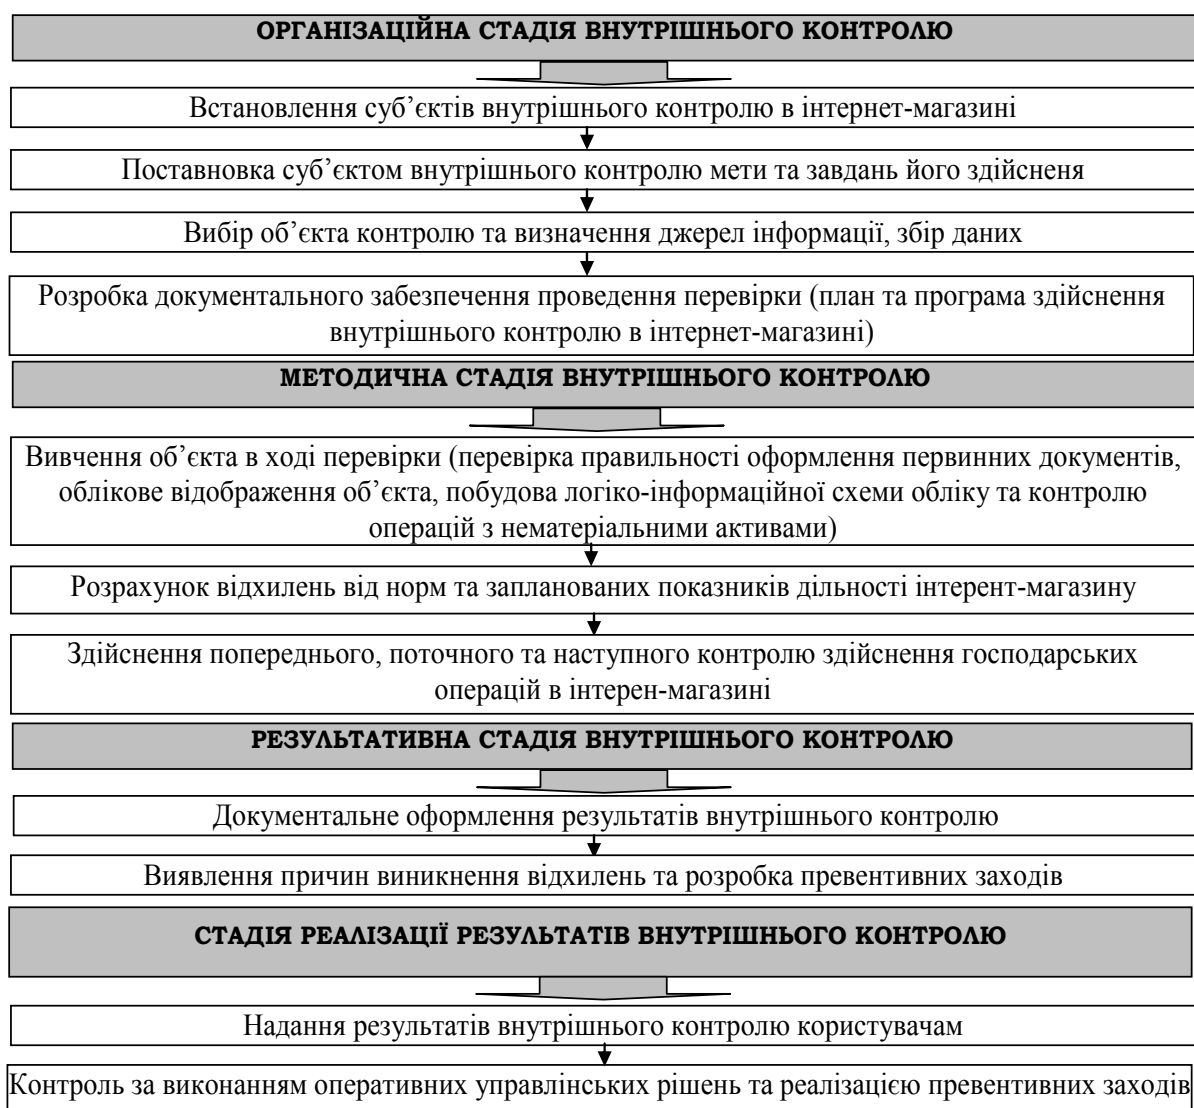 ОРГАНІЗАЦІЙНА СТАДІЯ ВНУТРІШНЬОГО КОНТРОЛЮ
Встановлення суб’єктів внутрішнього контролю в інтернет-магазині
Поставновка суб’єктом внутрішнього контролю мети та завдань його здійсненя
Вибір об’єкта контролю та визначення джерел інформації, збір даних
Розробка документального забезпечення проведення перевірки (план та програма здійснення
внутрішнього контролю в інтернет-магазині)
МЕТОДИЧНА СТАДІЯ ВНУТРІШНЬОГО КОНТРОЛЮ
Вивчення об’єкта в ході перевірки (перевірка правильності оформлення первинних документів,
облікове відображення об’єкта, побудова логіко-інформаційної схеми обліку та контролю
операцій з нематеріальними активами)
Розрахунок відхилень від норм та запланованих показників дільності інтерент-магазину
Здійснення попереднього, поточного та наступного контролю здійснення господарських
операцій в інтерен-магазині
РЕЗУЛЬТАТИВНА СТАДІЯ ВНУТРІШНЬОГО КОНТРОЛЮ
Документальне оформлення результатів внутрішнього контролю
Виявлення причин виникнення відхилень та розробка превентивних заходів
СТАДІЯ РЕАЛІЗАЦІЇ РЕЗУЛЬТАТІВ ВНУТРІШНЬОГО КОНТРОЛЮ
Надання результатів внутрішнього контролю користувачам
Контроль за виконанням оперативних управлінських рішень та реалізацією превентивних заходів